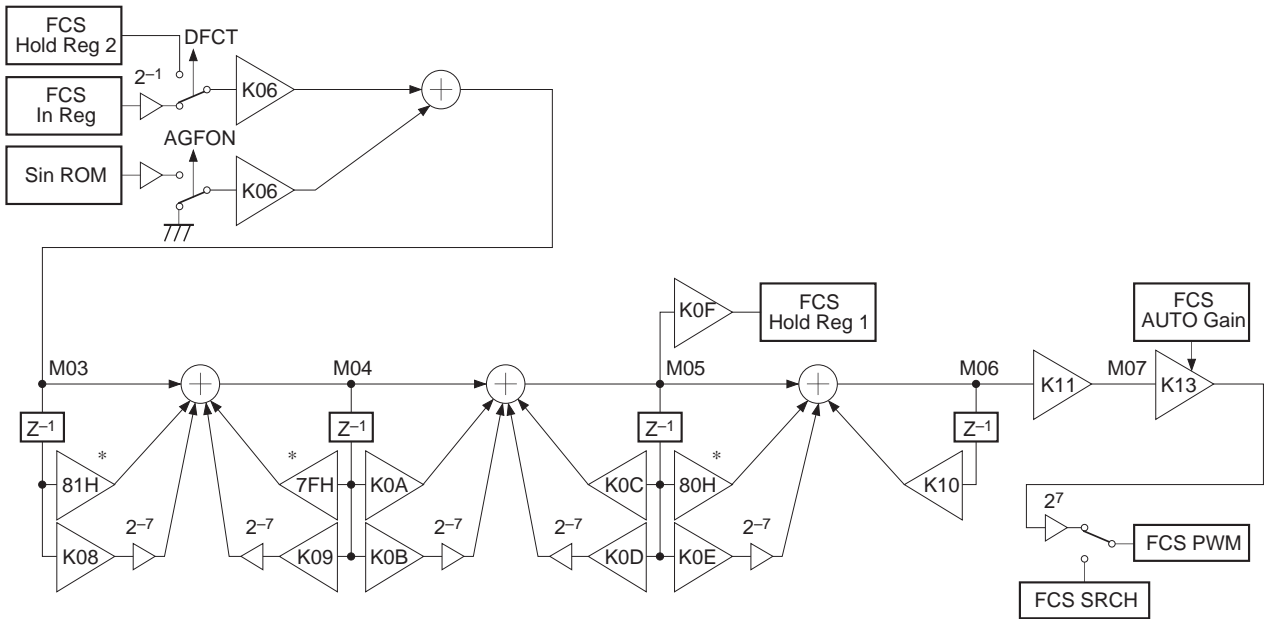 FCS
Hold Reg 2
DFCT
2–1
FCS
In Reg
K06
AGFON
Sin ROM
K06
K0F
FCS
Hold Reg 1
FCS
AUTO Gain
M03
M04
M05
M06
K11
M07
K13
Z–1
Z–1
Z–1
Z–1
81H
*
*
7FH
K0A
K0C
80H
*
K10
K08
2–7
2–7
K09
K0B
2–7
2–7
K0D
K0E
2–7
27
FCS PWM
FCS SRCH